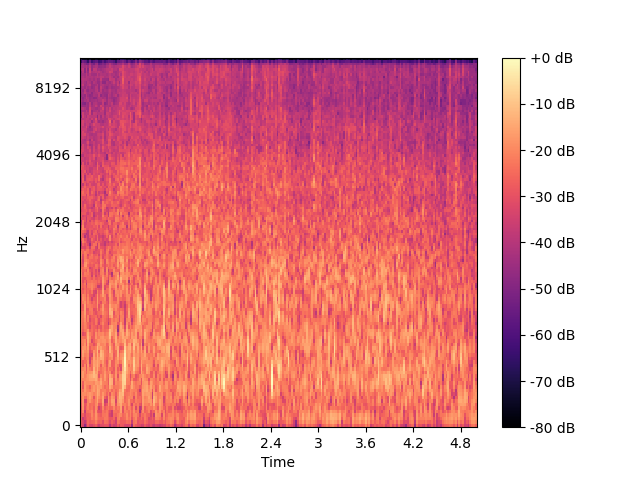 8192
4096
2048
1024
512
0
Hz
0 0.6 1.2 1.8 2.4 3 3.6 4.2 4.8
Time
+0 dB
-10 dB
-20 dB
-30 dB
-40 dB
-50 dB
-60 dB
-70 dB
-80 dB